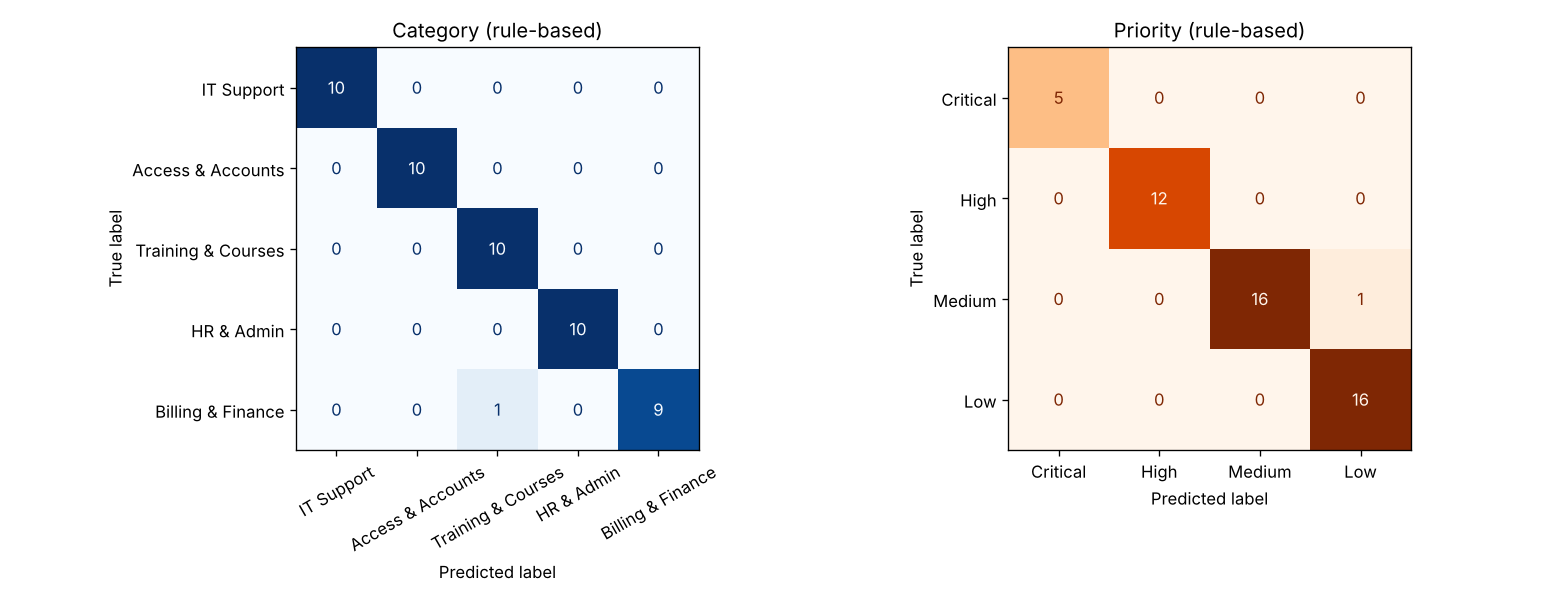 Category (rule-based)
True label
IT Support 10 0 0 0 0
Access & Accounts 0 10 0 0 0
Training & Courses 0 0 10 0 0
HR & Admin 0 0 0 10 0
Billing & Finance 0 0 1 0 9
IT Support Access & Accounts Training & Courses HR & Admin Billing & Finance
Predicted label
Priority (rule-based)
True label
Critical 5 0 0 0
High 0 12 0 0
Medium 0 0 16 1
Low 0 0 0 16
Critical High Medium Low
Predicted label